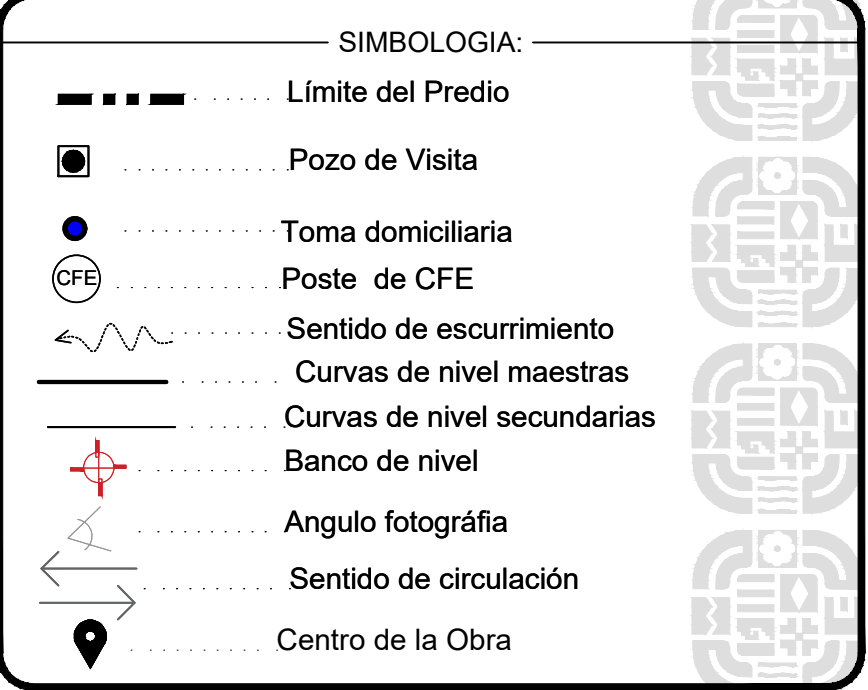 SIMBOLOGIA:
Límite del Predio
Pozo de Visita
Toma domiciliaria
CFE Poste de CFE
Sentido de escurrimiento
Curvas de nivel maestras
Curvas de nivel secundarias
Banco de nivel
Angulo fotográfia
Sentido de circulación
Centro de la Obra